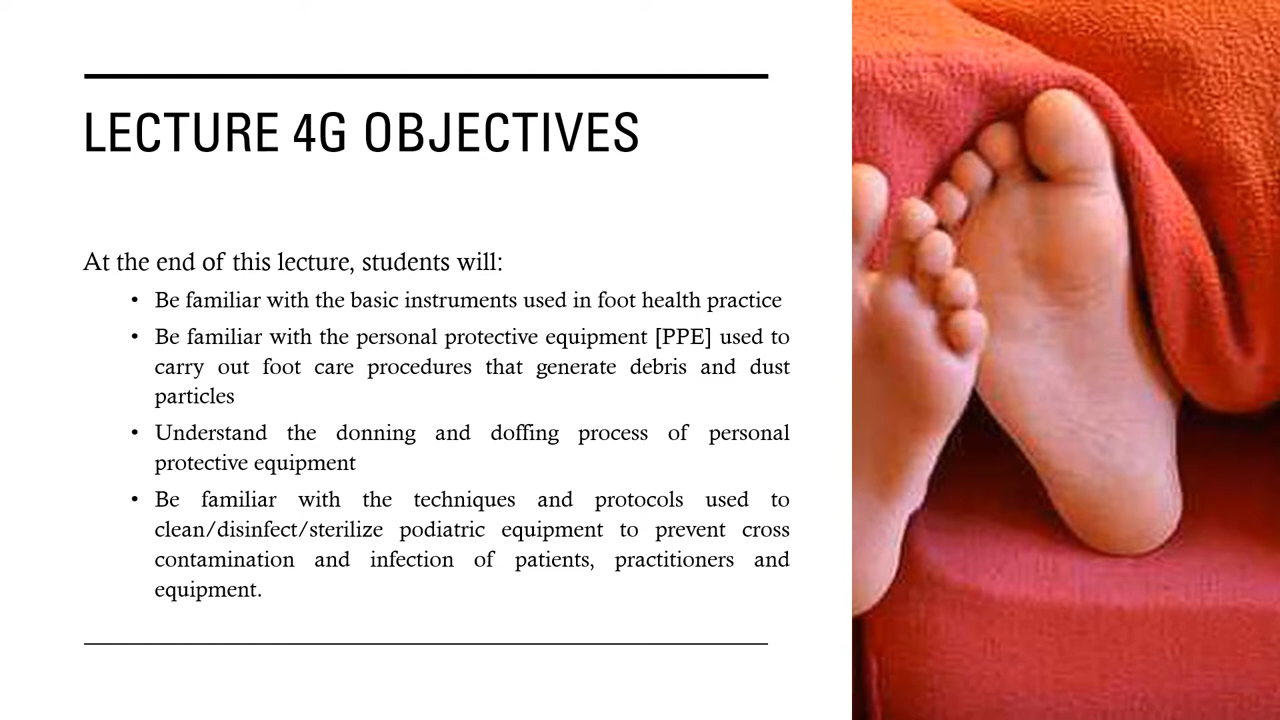 LECTURE 4G OBJECTIVES
At the end of this lecture, students will:
• Be familiar with the basic instruments used in foot health practice
• Be familiar with the personal protective equipment [PPE] used to
carry out foot care procedures that generate debris and dust
particles
• Understand the donning and doffing process of personal
protective equipment
• Be familiar with the techniques and protocols used to
clean/disinfect/sterilize podiatric equipment to prevent cross
contamination and infection of patients, practitioners and
equipment.